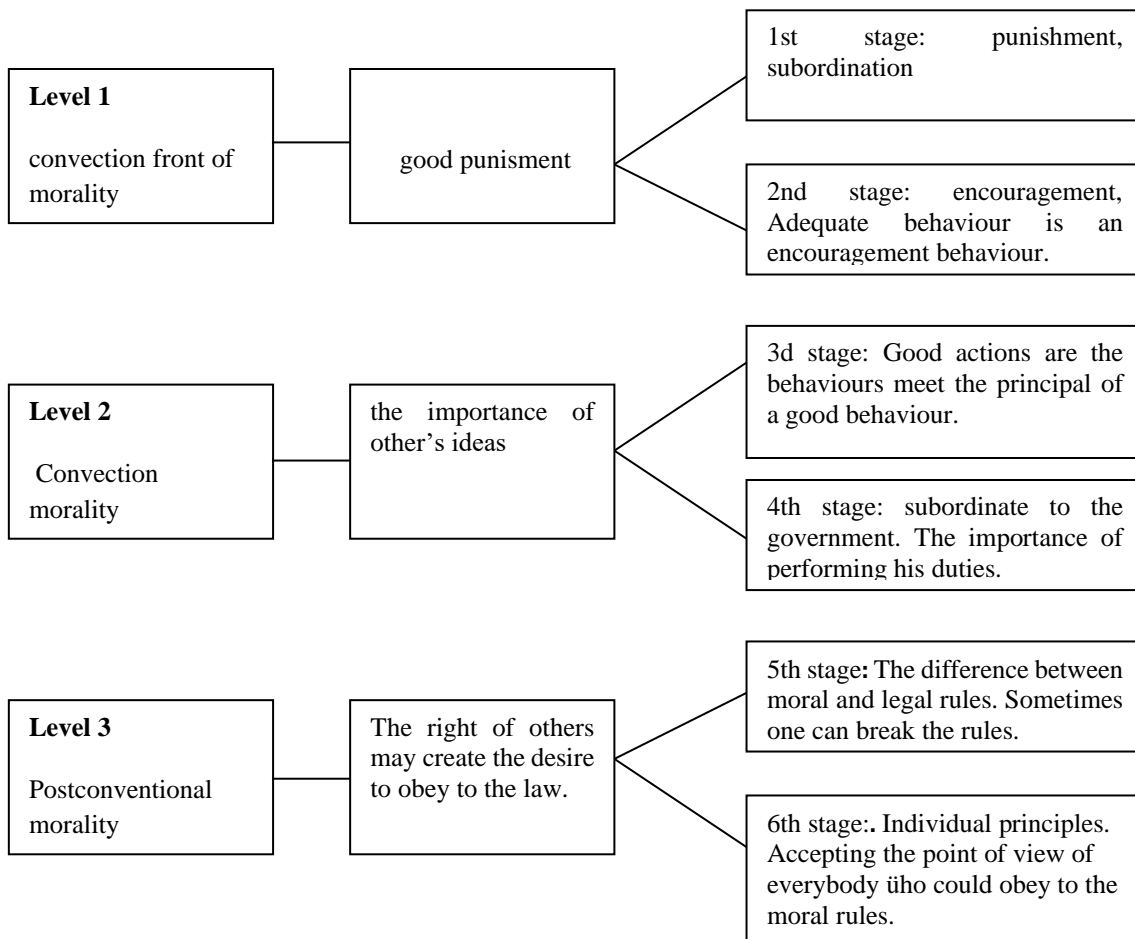 Level 1
convection front of
morality
good punisment
1st stage: punishment,
subordination
2nd stage: encouragement,
Adequate behaviour is an
encouragement behaviour.
Level 2
Convection
morality
the importance of
other’s ideas
3d stage: Good actions are the
behaviours meet the principal of
a good behaviour.
4th stage: subordinate to the
government. The importance of
performing his duties.
Level 3
Postconventional
morality
The right of others
may create the desire
to obey to the law.
5th stage: The difference between
moral and legal rules. Sometimes
one can break the rules.
6th stage:. Individual principles.
Accepting the point of view of
everybody üho could obey to the
moral rules.